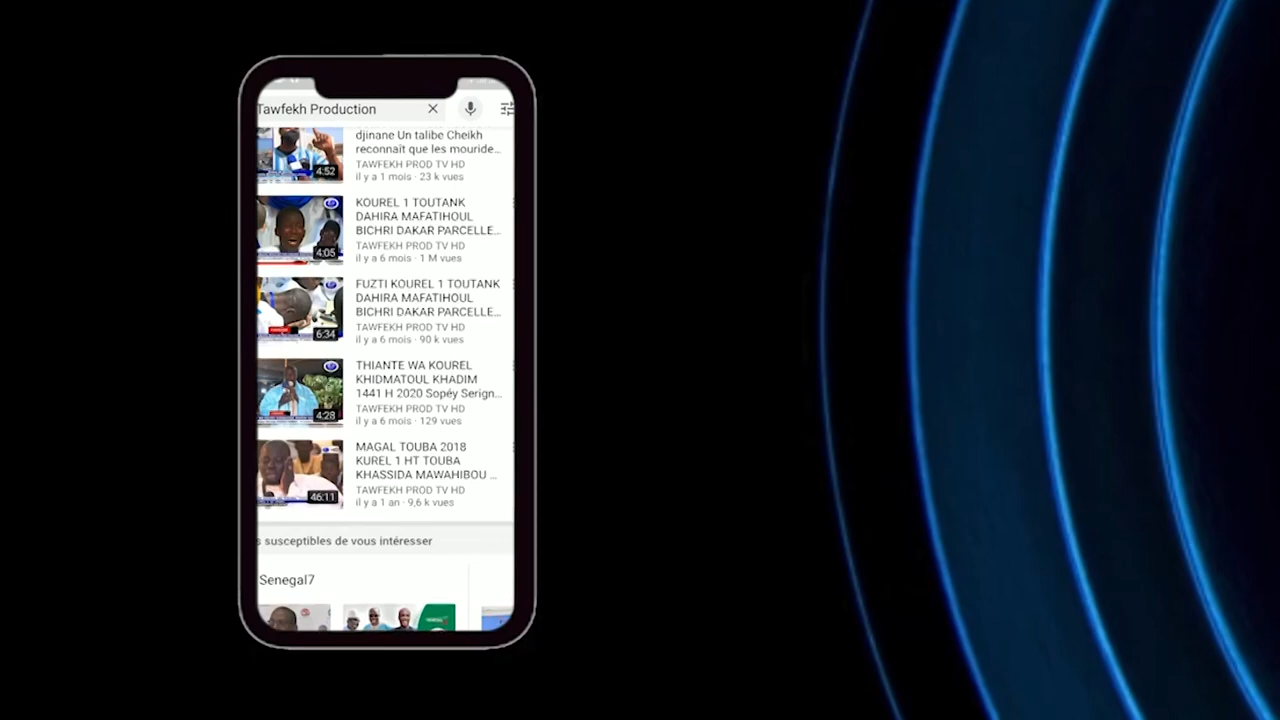 Tawfekh Production
djinane Un talibe Cheikh
reconnaît que les mouride...
TAWFEKH PROD TV HD
il y a 1 mois · 23 k vues
4:52
KOUREL 1 TOUTANK
DAHIRA MAFATIHOUL
BICHRI DAKAR PARCELLE...
TAWFEKH PROD TV HD
il y a 6 mois · 1 M vues
4:05
FUZTI KOUREL 1 TOUTANK
DAHIRA MAFATIHOUL
BICHRI DAKAR PARCELLE...
TAWFEKH PROD TV HD
il y a 6 mois · 90 k vues
6:34
THIANTE WA KOUREL
KHIDMATOUL KHADIM
1441 H 2020 Sopéy Serign...
TAWFEKH PROD TV HD
il y a 6 mois · 129 vues
4:28
MAGAL TOUBA 2018
KUREL 1 HT TOUBA
KHASSIDA MAWAHIBOU ...
TAWFEKH PROD TV HD
il y a 1 an · 9,6 k vues
46:11
s susceptibles de vous intéresser
Senegal7